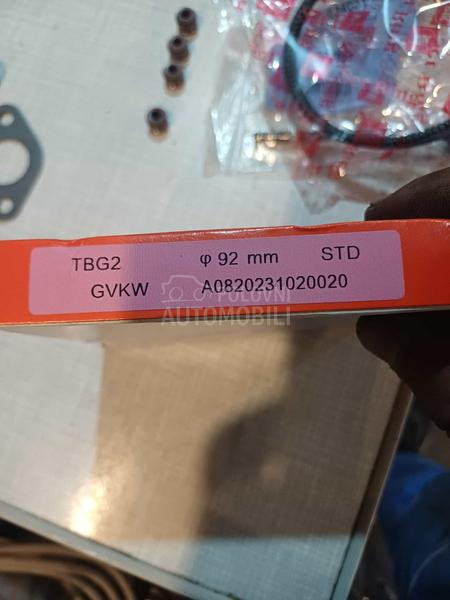 TBG2 φ 92 mm STD
GVKW A0820231020020
POLOVNI
AUTOMOBILI